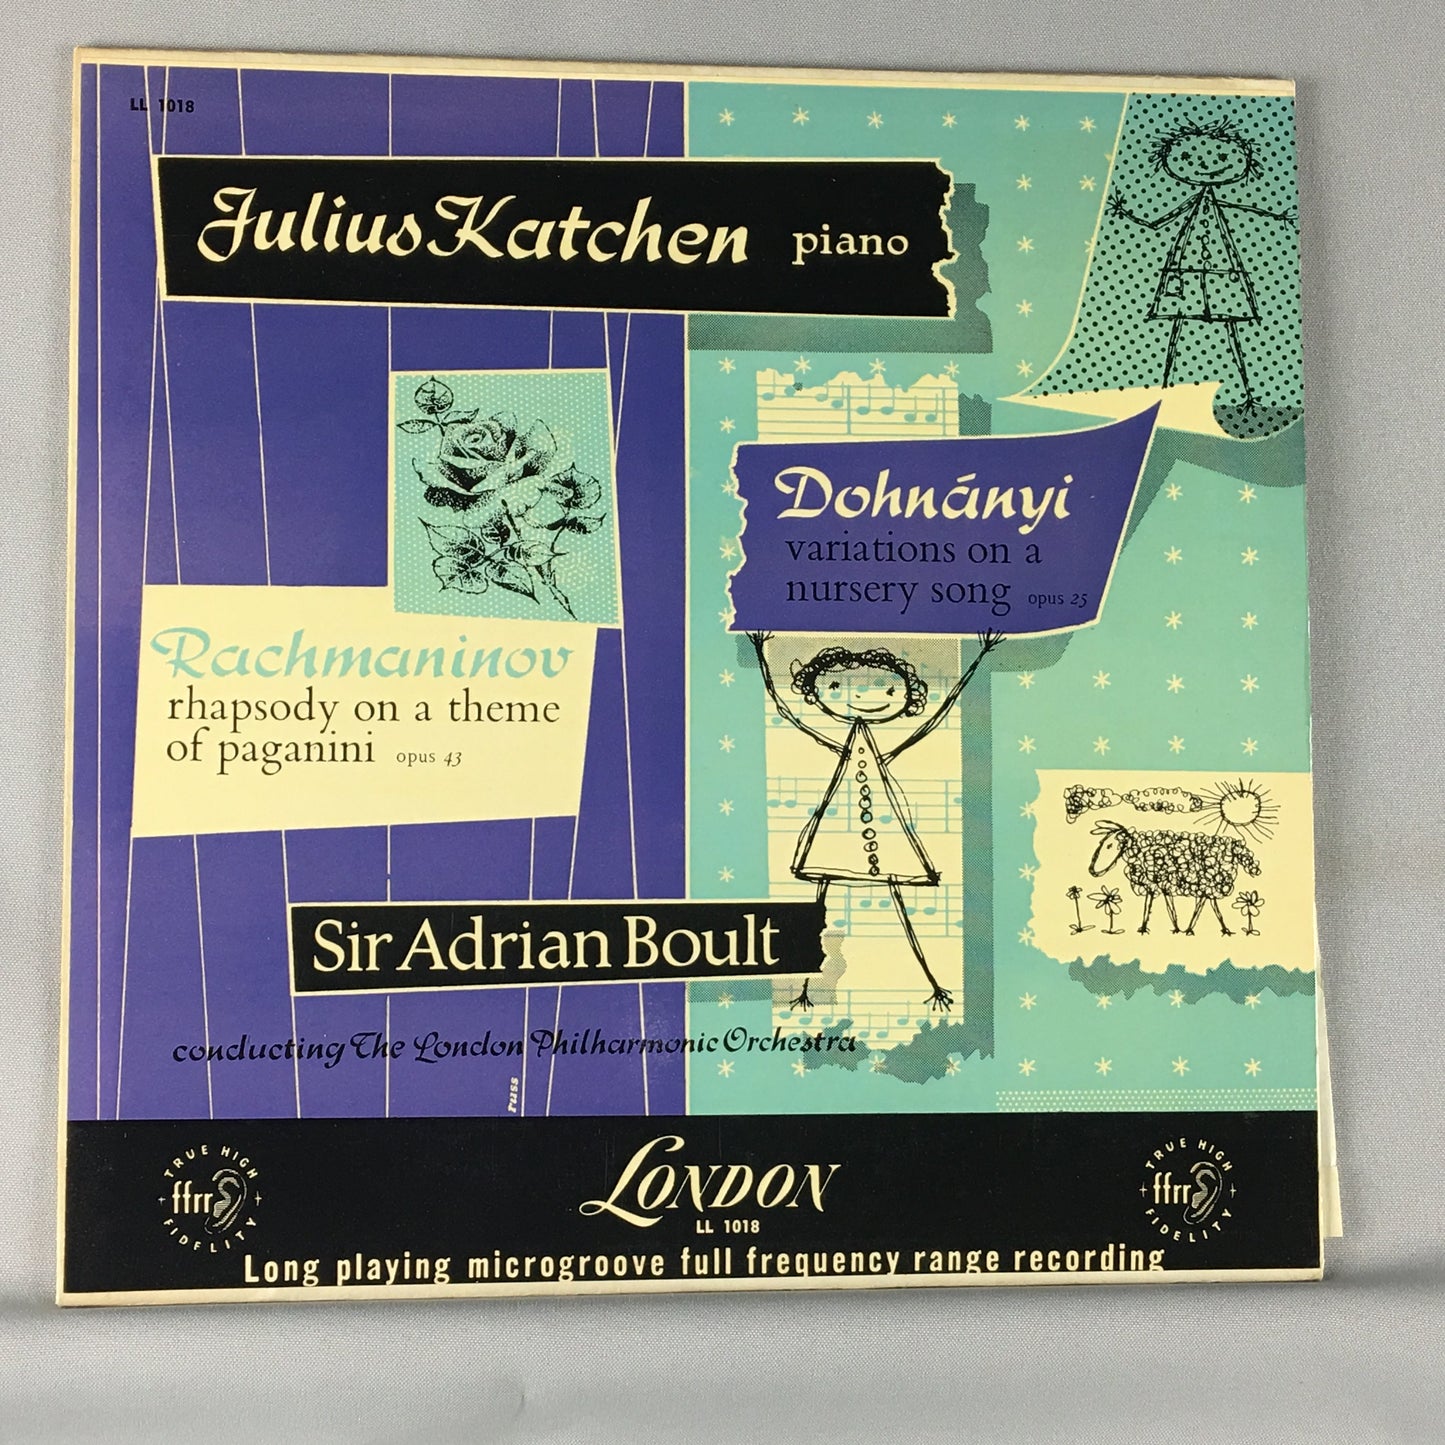 LL 1018
Julius Katchen piano
Dohnányi
variations on a
nursery song opus 25
Rachmaninov
rhapsody on a theme
of paganini opus 43
Sir Adrian Boult
conducting The London Philharmonic Orchestra
russ
TRUE HIGH
ffrr
FIDELITY
LONDON
LL 1018
TRUE HIGH
ffrr
FIDELITY
Long playing microgroove full frequency range recording